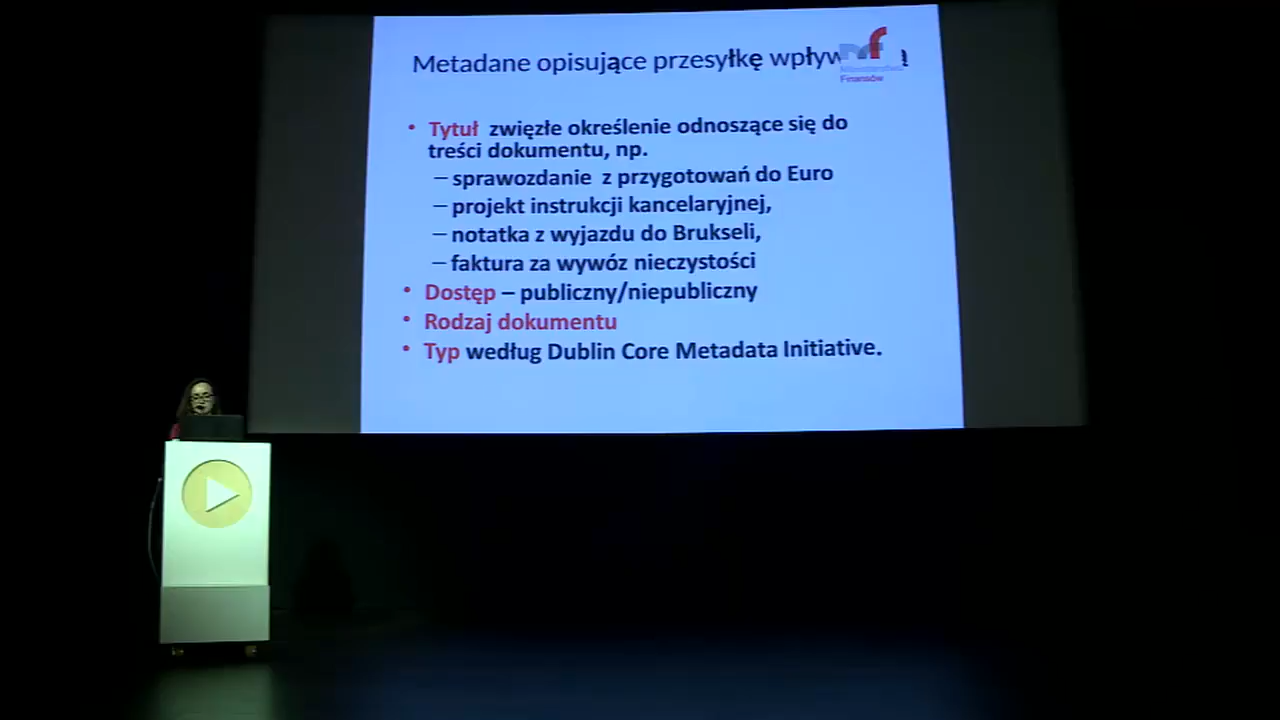 Metadane opisujące przesyłkę
Finansów
• Tytuł zwięzłe określenie odnoszące się do
treści dokumentu, np.
– sprawozdanie z przygotowań do Euro
– projekt instrukcji kancelaryjnej,
– notatka z wyjazdu do Brukseli,
– faktura za wywóz nieczystości
• Dostęp – publiczny/niepubliczny
• Rodzaj dokumentu
• Typ według Dublin Core Metadata Initiative.